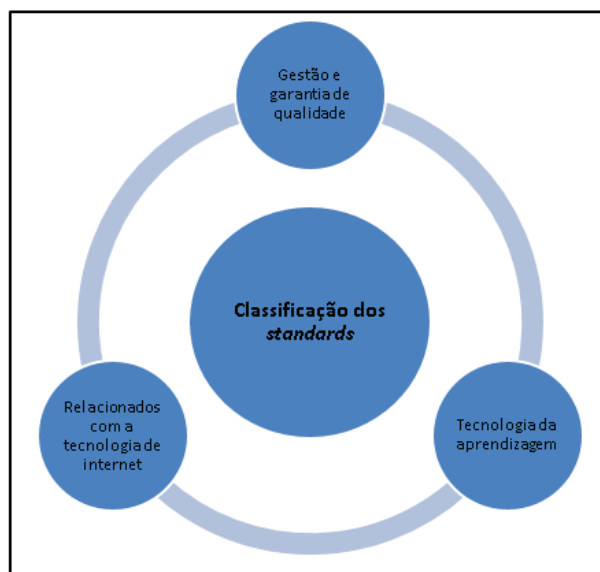 Gestão e
garantia de
qualidade
Classificação dos
standards
Relacionados
com a
tecnologia de
internet
Tecnologia da
aprendizagem